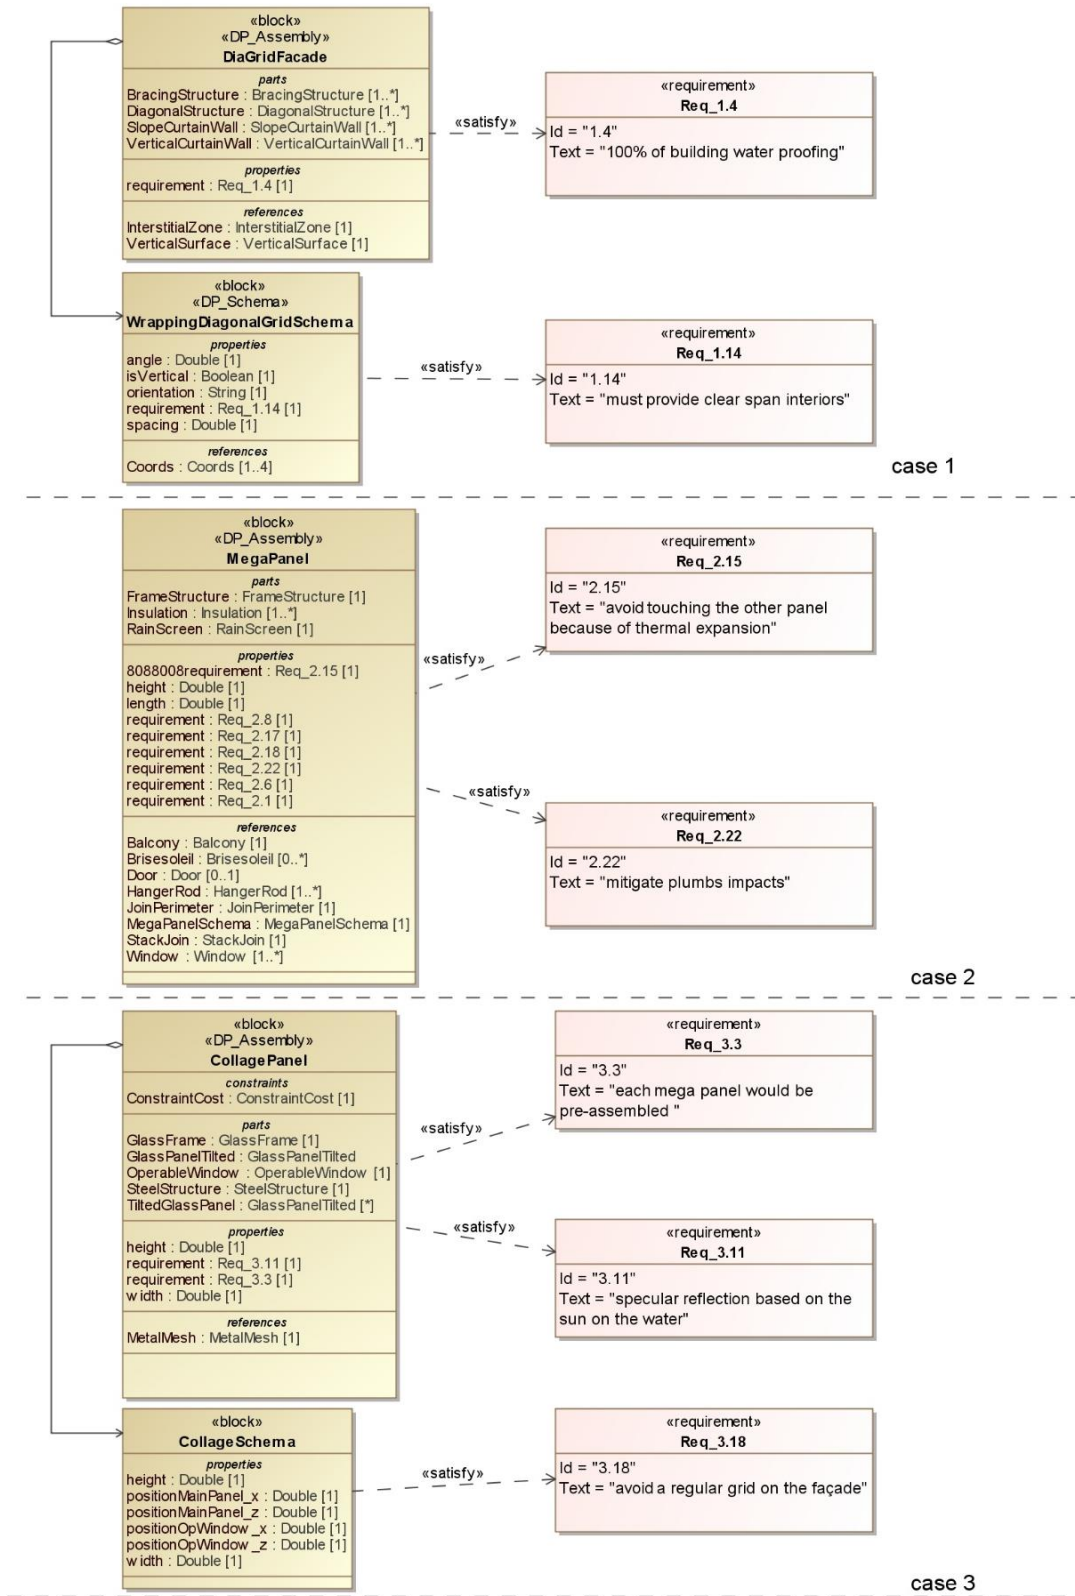 «block»
«DP_Assembly»
DiaGridFacade
parts
BracingStructure : BracingStructure [1..*]
DiagonalStructure : DiagonalStructure [1..*]
SlopeCurtainWall : SlopeCurtainWall [1..*]
VerticalCurtainWall : VerticalCurtainWall [1..*]
properties
requirement : Req_1.4 [1]
references
InterstitialZone : InterstitialZone [1]
VerticalSurface : VerticalSurface [1]
«satisfy»
«requirement»
Req_1.4
Id = "1.4"
Text = "100% of building water proofing"
«block»
«DP_Schema»
WrappingDiagonalGridSchema
properties
angle : Double [1]
isVertical : Boolean [1]
orientation : String [1]
requirement : Req_1.14 [1]
spacing : Double [1]
references
Coords : Coords [1..4]
«satisfy»
«requirement»
Req_1.14
Id = "1.14"
Text = "must provide clear span interiors"
case 1
«block»
«DP_Assembly»
MegaPanel
parts
FrameStructure : FrameStructure [1]
Insulation : Insulation [1..*]
RainScreen : RainScreen [1]
properties
8088008requirement : Req_2.15 [1]
height : Double [1]
length : Double [1]
requirement : Req_2.8 [1]
requirement : Req_2.17 [1]
requirement : Req_2.18 [1]
requirement : Req_2.22 [1]
requirement : Req_2.6 [1]
requirement : Req_2.1 [1]
references
Balcony : Balcony [1]
Brisesoleil : Brisesoleil [0..*]
Door : Door [0..1]
HangerRod : HangerRod [1..*]
JoinPerimeter : JoinPerimeter [1]
MegaPanelSchema : MegaPanelSchema [1]
StackJoin : StackJoin [1]
Window : Window [1..*]
«satisfy»
«requirement»
Req_2.15
Id = "2.15"
Text = "avoid touching the other panel
because of thermal expansion"
«satisfy»
«requirement»
Req_2.22
Id = "2.22"
Text = "mitigate plumbs impacts"
case 2
«block»
«DP_Assembly»
CollagePanel
constraints
ConstraintCost : ConstraintCost [1]
parts
GlassFrame : GlassFrame [1]
GlassPanelTilted : GlassPanelTilted
OperableWindow : OperableWindow [1]
SteelStructure : SteelStructure [1]
TiltedGlassPanel : GlassPanelTilted [*]
properties
height : Double [1]
requirement : Req_3.11 [1]
requirement : Req_3.3 [1]
width : Double [1]
references
MetalMesh : MetalMesh [1]
«satisfy»
«requirement»
Req_3.3
Id = "3.3"
Text = "each mega panel would be
pre-assembled "
«satisfy»
«requirement»
Req_3.11
Id = "3.11"
Text = "specular reflection based on the
sun on the water"
«block»
CollageSchema
properties
height : Double [1]
positionMainPanel_x : Double [1]
positionMainPanel_z : Double [1]
positionOpWindow_x : Double [1]
positionOpWindow_z : Double [1]
width : Double [1]
«satisfy»
«requirement»
Req_3.18
Id = "3.18"
Text = "avoid a regular grid on the façade"
case 3